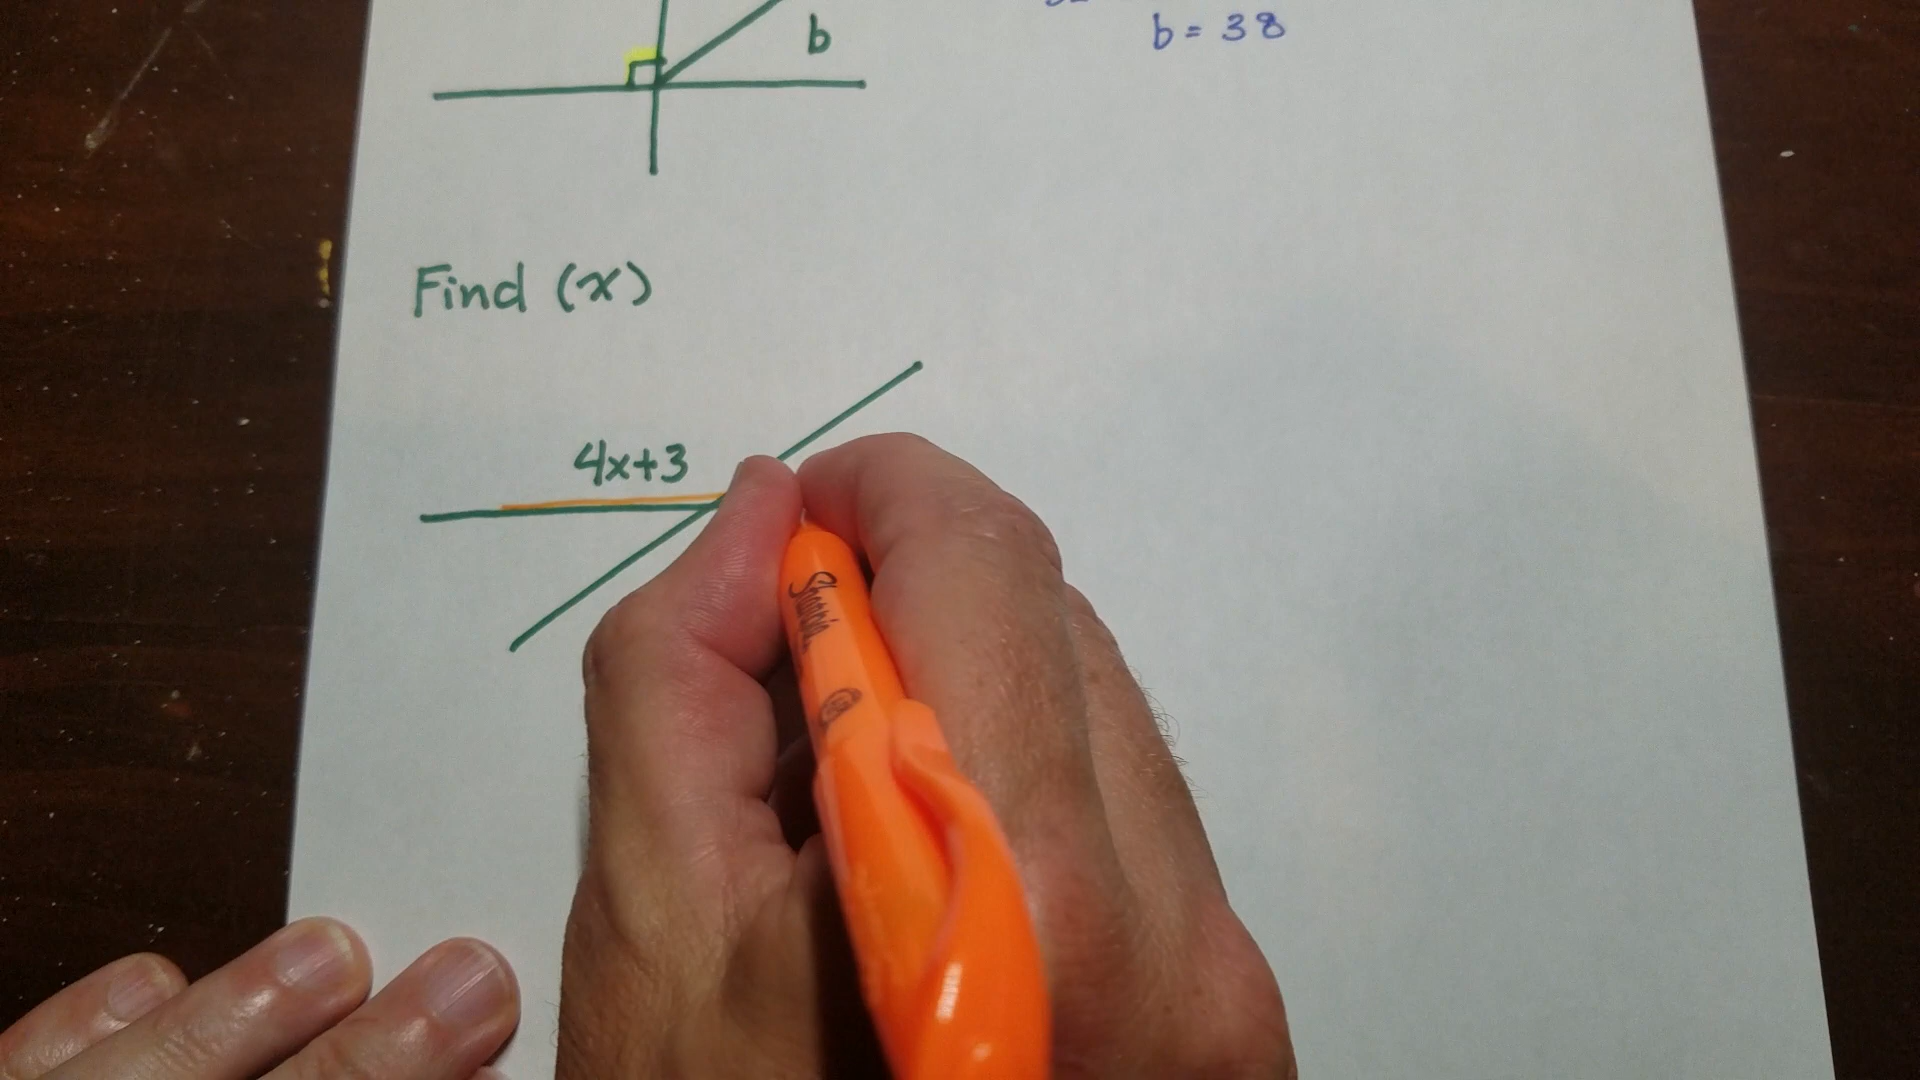 b
b = 38
Find (x)
4x+3
Sharpie